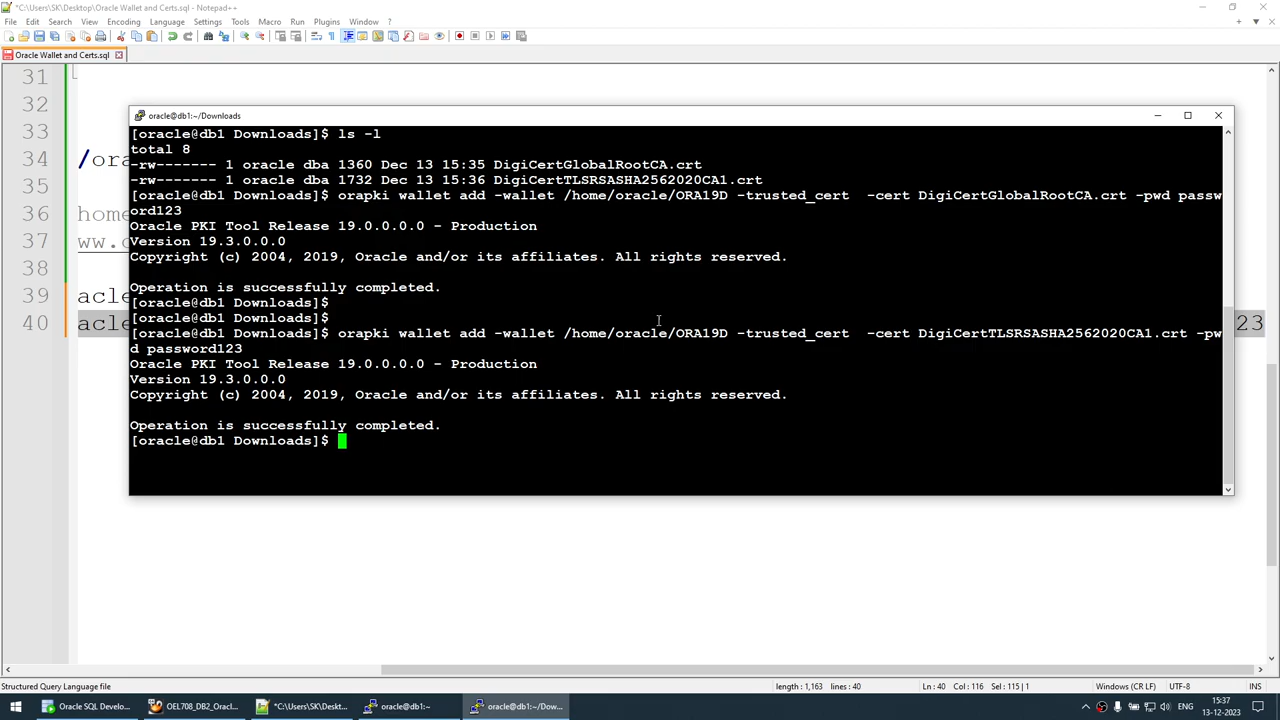 *C:\Users\SK\Desktop\Oracle Wallet and Certs.sql - Notepad++
File Edit Search View Encoding Language Settings Tools Macro Run Plugins Window ?
Oracle Wallet and Certs.sql
31
32
33
34 /ora
35
36 home
37 ww.o
38
39 acle
40 acle 23
oracle@db1:~/Downloads
[oracle@db1 Downloads]$ ls -l
total 8
-rw------- 1 oracle dba 1360 Dec 13 15:35 DigiCertGlobalRootCA.crt
-rw------- 1 oracle dba 1732 Dec 13 15:36 DigiCertTLSRSASHA2562020CA1.crt
[oracle@db1 Downloads]$ orapki wallet add -wallet /home/oracle/ORA19D -trusted_cert  -cert DigiCertGlobalRootCA.crt -pwd passw
ord123
Oracle PKI Tool Release 19.0.0.0.0 - Production
Version 19.3.0.0.0
Copyright (c) 2004, 2019, Oracle and/or its affiliates. All rights reserved.
Operation is successfully completed.
[oracle@db1 Downloads]$
[oracle@db1 Downloads]$
[oracle@db1 Downloads]$ orapki wallet add -wallet /home/oracle/ORA19D -trusted_cert  -cert DigiCertTLSRSASHA2562020CA1.crt -pw
d password123
Oracle PKI Tool Release 19.0.0.0.0 - Production
Version 19.3.0.0.0
Copyright (c) 2004, 2019, Oracle and/or its affiliates. All rights reserved.
Operation is successfully completed.
[oracle@db1 Downloads]$
Structured Query Language file length : 1,163 lines : 40 Ln : 40 Col : 116 Sel : 115 | 1 Windows (CR LF) UTF-8 INS
Oracle SQL Develo... OEL708_DB2_Oracl... *C:\Users\SK\Deskt... oracle@db1:~ oracle@db1:~/Dow... ENG 15:37
13-12-2023